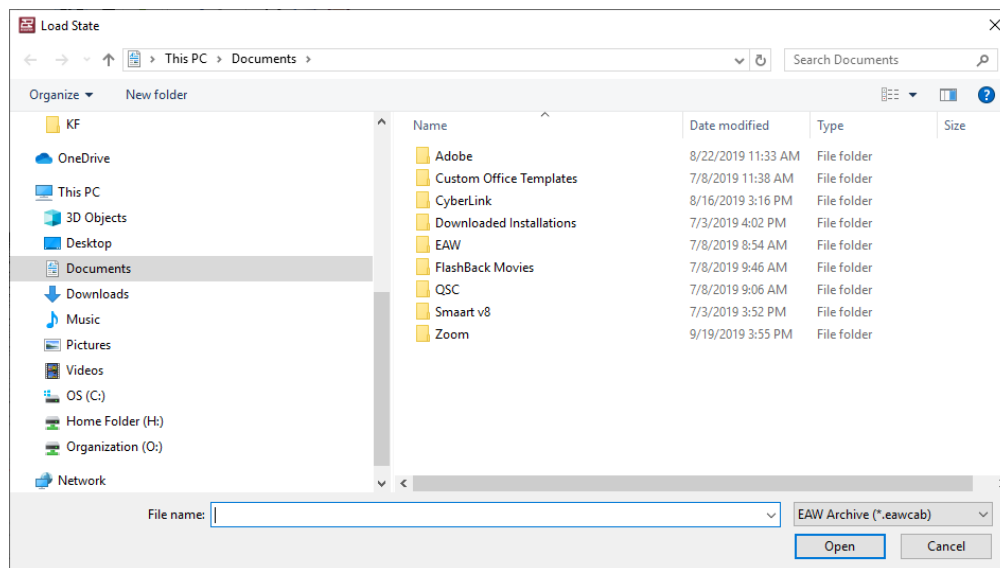 Load State
This PC > Documents >
Search Documents
Organize
New folder
Name Date modified Type Size
KF
OneDrive
This PC
3D Objects
Desktop
Documents
Downloads
Music
Pictures
Videos
OS (C:)
Home Folder (H:)
Organization (O:)
Network
Adobe 8/22/2019 11:33 AM File folder
Custom Office Templates 7/8/2019 11:38 AM File folder
CyberLink 8/16/2019 3:16 PM File folder
Downloaded Installations 7/3/2019 4:02 PM File folder
EAW 7/8/2019 8:54 AM File folder
FlashBack Movies 7/8/2019 9:46 AM File folder
QSC 7/8/2019 9:06 AM File folder
Smaart v8 7/3/2019 3:52 PM File folder
Zoom 9/19/2019 3:55 PM File folder
File name:
EAW Archive (*.eawcab)
Open
Cancel